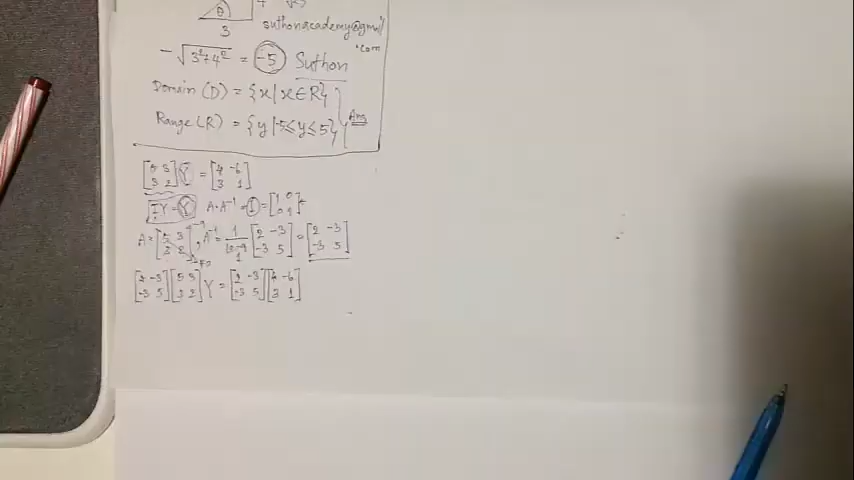 θ
3
suthonacademy@gmail
.com
-√3²+4² = -5 Suthon
Domain (D) = {x | x ∈ R}
Range (R) = {y | -5 ≤ y ≤ 5} Ans
[5 3; 3 2] Y = [4 -6; 3 1]
IY = Y A·A⁻¹ = I = [1 0; 0 1]
A = [5 3; 3 2], A⁻¹ = 1/10-9 [2 -3; -3 5] = [2 -3; -3 5]
1
[2 -3; -3 5] [5 3; 3 2] Y = [2 -3; -3 5] [4 -6; 3 1]